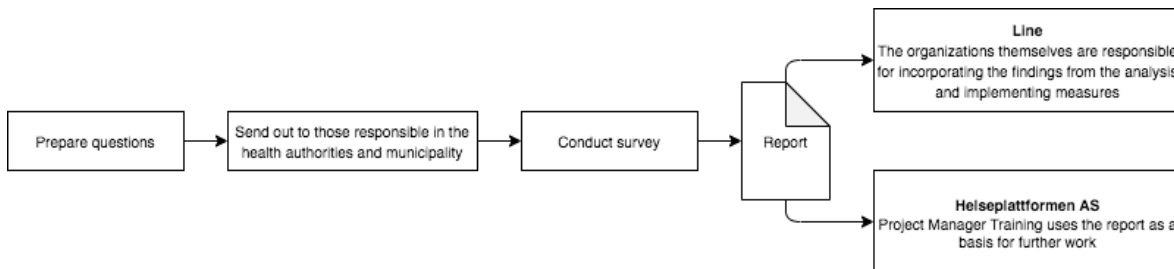 Prepare questions
Send out to those responsible in the
health authorities and municipality
Conduct survey
Report
Line
The organizations themselves are responsible
for incorporating the findings from the analysis
and implementing measures
Helseplattformen AS
Project Manager Training uses the report as a
basis for further work